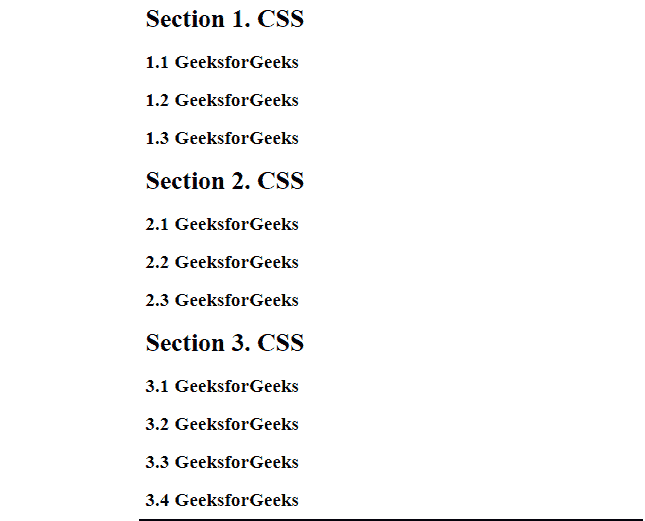 Section 1. CSS
1.1 GeeksforGeeks
1.2 GeeksforGeeks
1.3 GeeksforGeeks
Section 2. CSS
2.1 GeeksforGeeks
2.2 GeeksforGeeks
2.3 GeeksforGeeks
Section 3. CSS
3.1 GeeksforGeeks
3.2 GeeksforGeeks
3.3 GeeksforGeeks
3.4 GeeksforGeeks